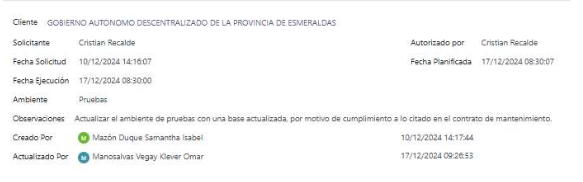 Cliente GOBIERNO AUTONOMO DESCENTRALIZADO DE LA PROVINCIA DE ESMERALDAS
Solicitante Cristian Recalde Autorizado por Cristian Recalde
Fecha Solicitud 10/12/2024 14:16:07 Fecha Planificada 17/12/2024 08:30:07
Fecha Ejecución 17/12/2024 08:30:00
Ambiente Pruebas
Observaciones Actualizar el ambiente de pruebas con una base actualizada, por motivo de cumplimiento a lo citado en el contrato de mantenimiento.
Creado Por M Mazón Duque Samantha Isabel 10/12/2024 14:17:44
Actualizado Por M Manosalvas Vegay Klever Omar 17/12/2024 09:26:53